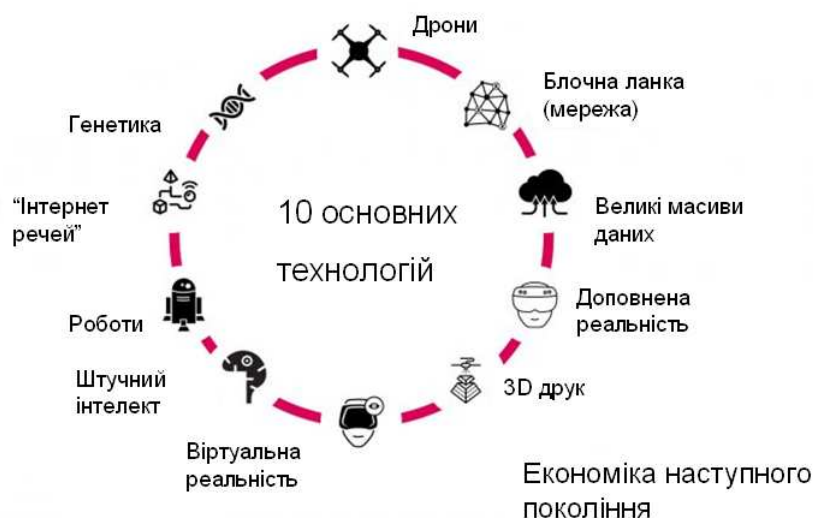 Дрони
Блочна ланка
(мережа)
Великі масиви
даних
Доповнена
реальність
3D друк
Віртуальна
реальність
Штучний
інтелект
Роботи
“Інтернет
речей”
Генетика
10 основних
технологій
Економіка наступного
покоління